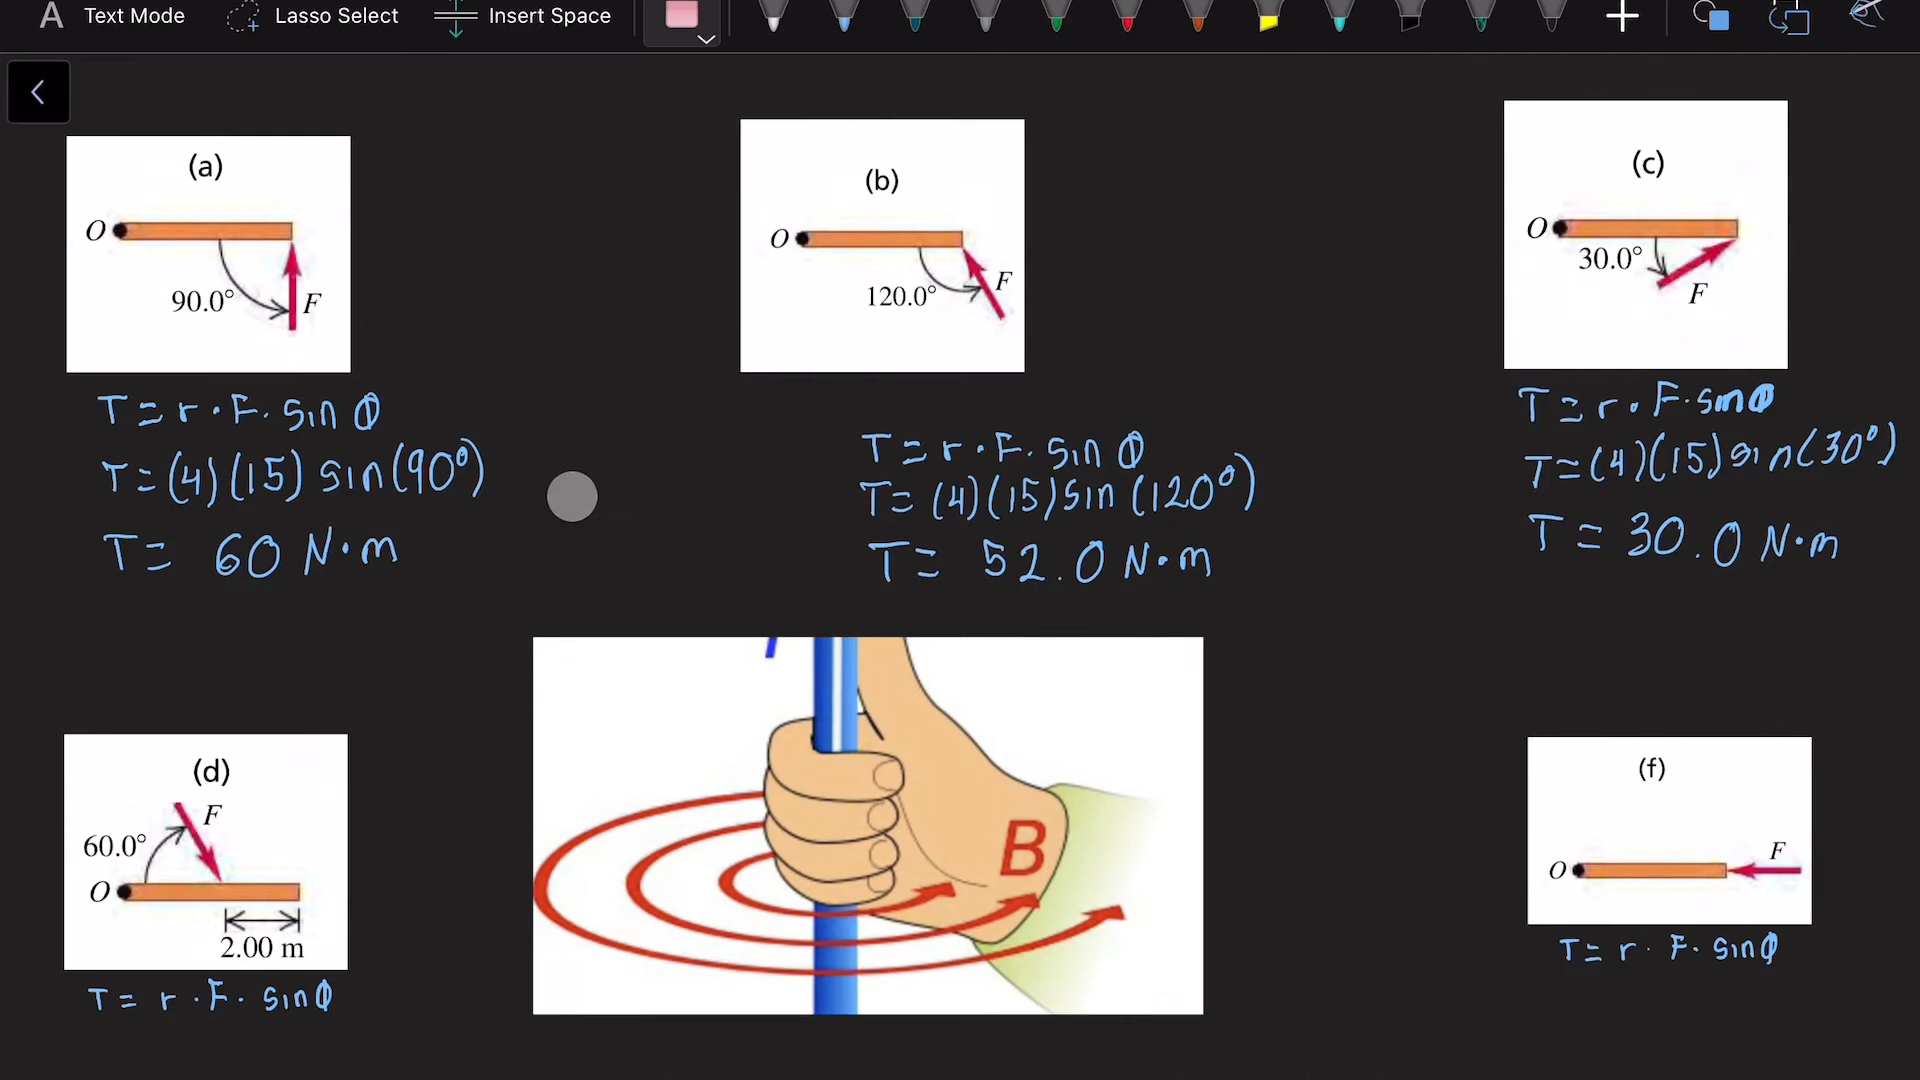 A Text Mode Lasso Select Insert Space
(a)
O
90.0°
F
T = r · F · sin Φ
T = (4)(15) sin(90°)
T = 60 N·m
(b)
O
120.0°
F
T = r · F · sin Φ
T = (4)(15) sin (120°)
T = 52.0 N·m
(c)
O
30.0°
F
T = r · F · sin Φ
T = (4)(15) sin(30°)
T = 30.0 N·m
(d)
F
60.0°
O
2.00 m
T = r · F · sin Φ
B
(f)
F
O
T = r · F · sin Φ